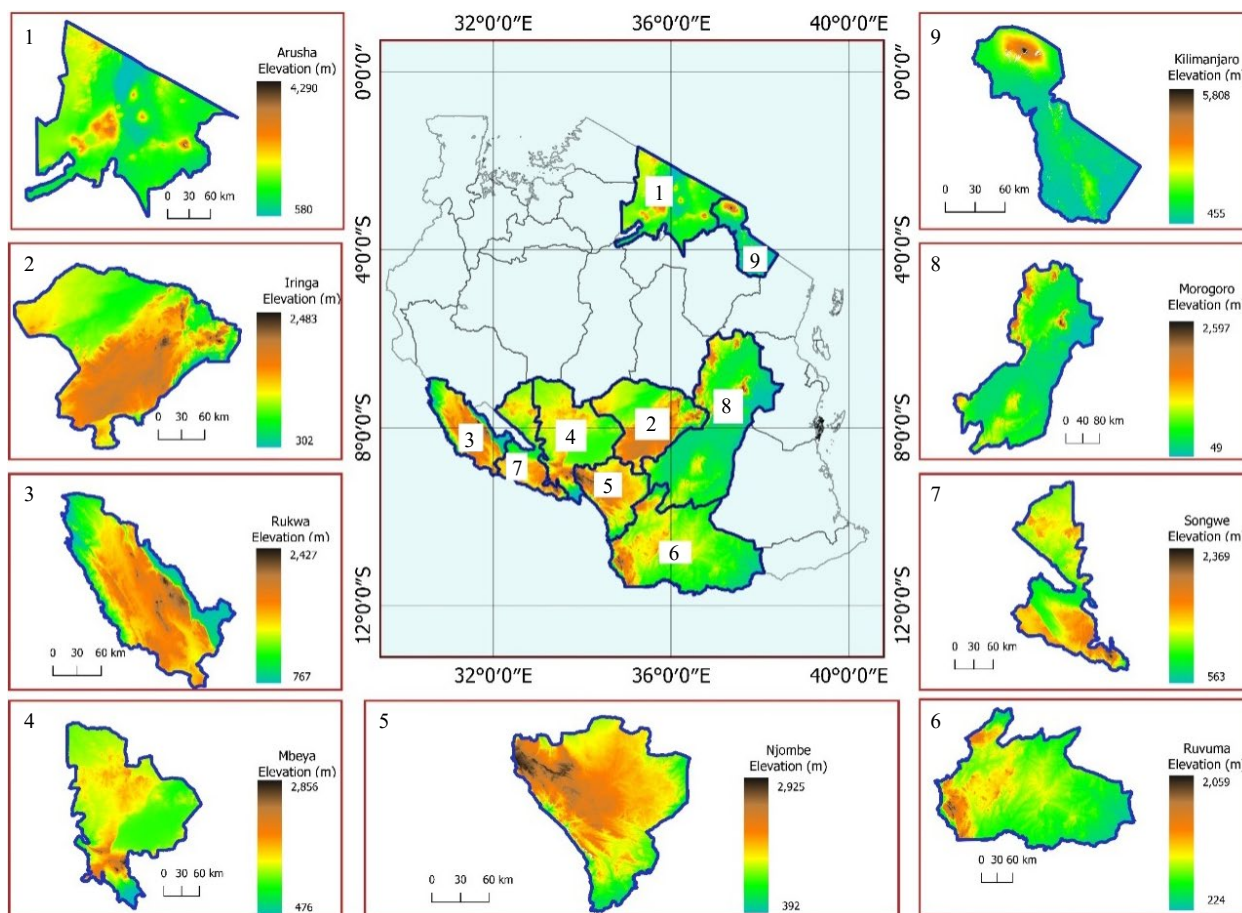 1
Arusha
Elevation (m)
4,290
0 30 60 km
580
2
Iringa
Elevation (m)
2,483
0 30 60 km
302
3
Rukwa
Elevation (m)
2,427
0 30 60 km
767
4
Mbeya
Elevation (m)
2,856
0 30 60 km
476
32°0'0"E 36°0'0"E 40°0'0"E
0°0'0"
4°0'0"S
8°0'0"S
12°0'0"S
1
9
8
2
4
3
7
5
6
0°0'0"
4°0'0"S
8°0'0"S
12°0'0"S
32°0'0"E 36°0'0"E 40°0'0"E
5
Njombe
Elevation (m)
2,925
0 30 60 km
392
9
Kilimanjaro
Elevation (m)
5,808
0 30 60 km
455
8
Morogoro
Elevation (m
2,597
0 40 80 km
49
7
Songwe
Elevation (m)
2,369
0 30 60 km
563
6
Ruvuma
Elevation (m)
2,059
0 30 60 km
224